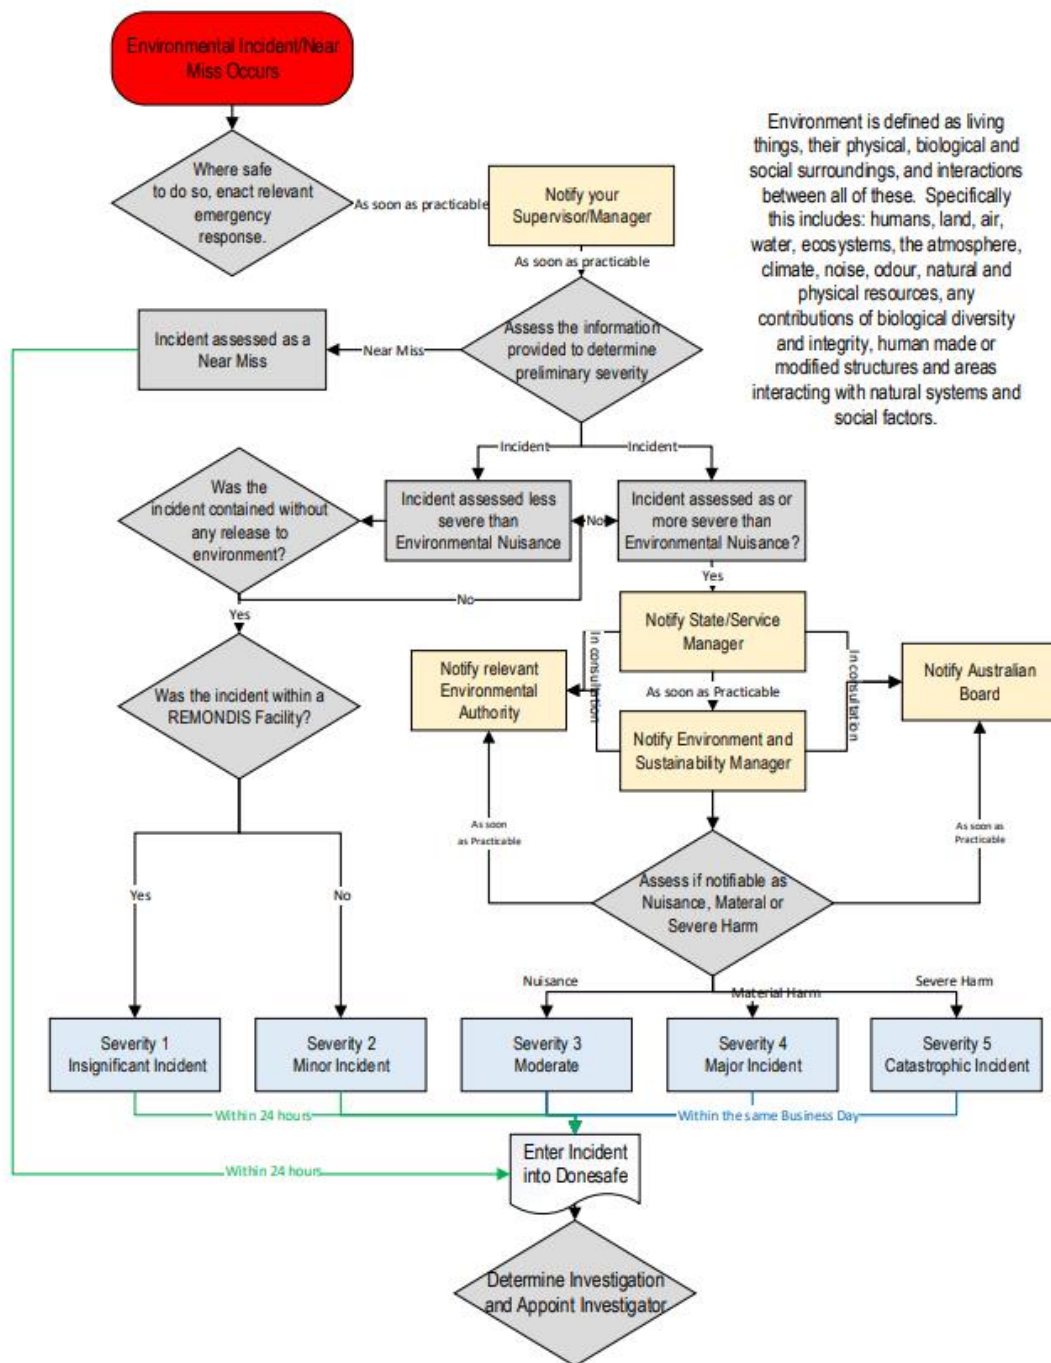 Environmental Incident/Near
Miss Occurs
Where safe
to do so, enact relevant
emergency
response.
As soon as practicable
Notify your
Supervisor/Manager
Environment is defined as living
things, their physical, biological and
social surroundings, and interactions
between all of these. Specifically
this includes: humans, land, air,
water, ecosystems, the atmosphere,
climate, noise, odour, natural and
physical resources, any
contributions of biological diversity
and integrity, human made or
modified structures and areas
interacting with natural systems and
social factors.
As soon as practicable
Assess the information
provided to determine
preliminary severity
Near Miss
Incident assessed as a
Near Miss
Incident
Incident
Incident assessed less
severe than
Environmental Nuisance
No
Incident assessed as or
more severe than
Environmental Nuisance?
Was the
incident contained without
any release to
environment?
No
Yes
Yes
Was the incident within a
REMONDIS Facility?
Notify State/Service
Manager
In consultation
In consultation
Notify relevant
Environmental
Authority
As soon as Practicable
Notify Australian
Board
Notify Environment and
Sustainability Manager
As soon
as Practicable
As soon as
Practicable
Assess if notifiable as
Nuisance, Materal or
Severe Harm
Yes
No
Nuisance
Material Harm
Severe Harm
Severity 1
Insignificant Incident
Severity 2
Minor Incident
Severity 3
Moderate
Severity 4
Major Incident
Severity 5
Catastrophic Incident
Within 24 hours
Within the same Business Day
Within 24 hours
Enter Incident
into Donesafe
Determine Investigation
and Appoint Investigator